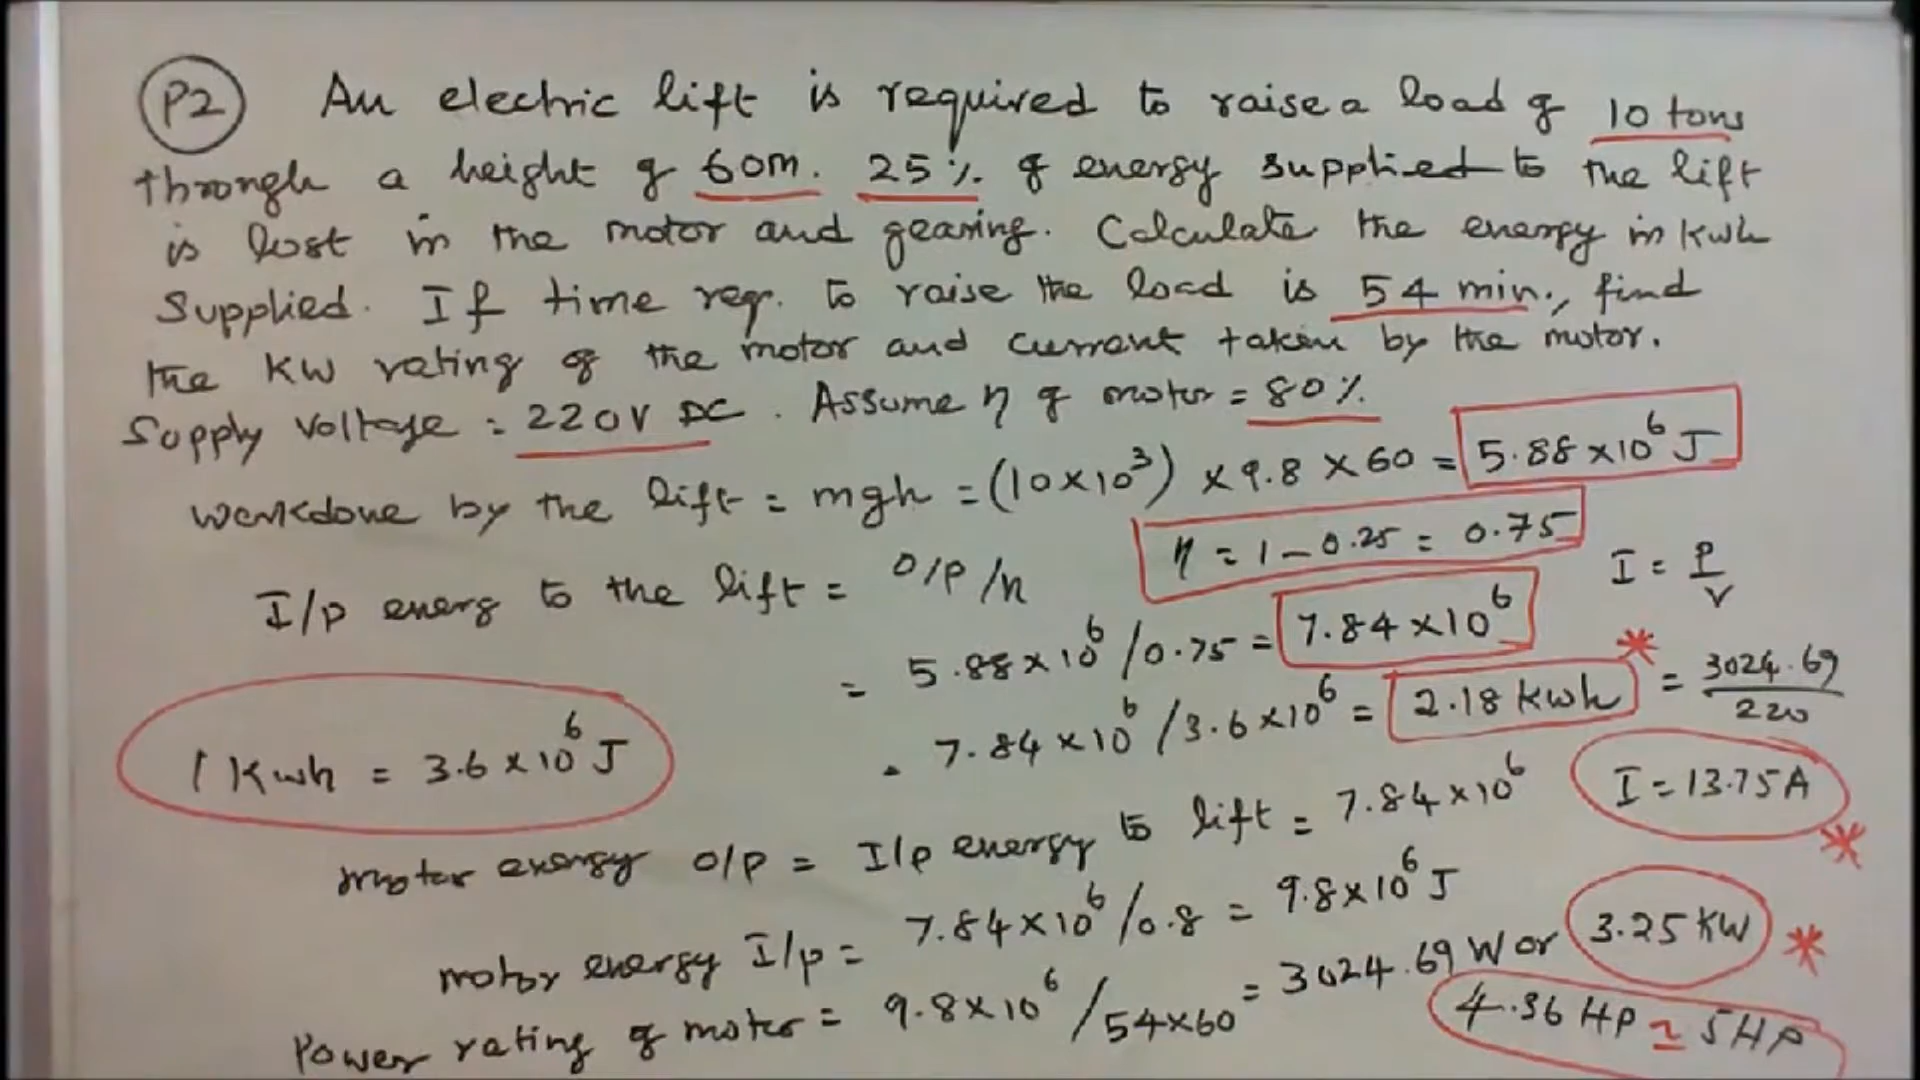 P2 An electric lift is required to raise a load of 10 tons
through a height of 60m. 25% of energy supplied to the lift
is lost in the motor and gearing. Calculate the energy in kwh
supplied. If time req. to raise the load is 54 min., find
the KW rating of the motor and current taken by the motor.
Supply voltage = 220V DC. Assume η of motor = 80%.
Workdone by the lift = mgh = (10×10³) × 9.8 × 60 = 5.88×10⁶ J
η = 1 - 0.25 = 0.75
I/p energ to the lift = O/P/η
I = P/V
= 5.88×10⁶/0.75 = 7.84×10⁶
= 3024.69/220
1 Kwh = 3.6×10⁶ J
= 7.84×10⁶/3.6×10⁶ = 2.18 Kwh *
I = 13.75A *
motor energy o/p = I/p energy to lift = 7.84×10⁶
motor energy I/p = 7.84×10⁶/0.8 = 9.8×10⁶ J
Power rating of motor = 9.8×10⁶/54×60 = 3024.69 W or 3.25 KW *
4.36 HP ≈ 5 HP